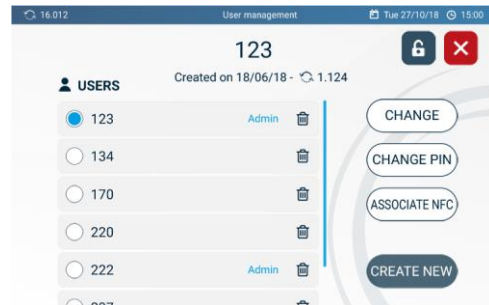 16.012 User management Tue 27/10/18 15:00
123
Created on 18/06/18 - 1.124
USERS
123 Admin
134
170
220
222 Admin
CHANGE
CHANGE PIN
ASSOCIATE NFC
CREATE NEW